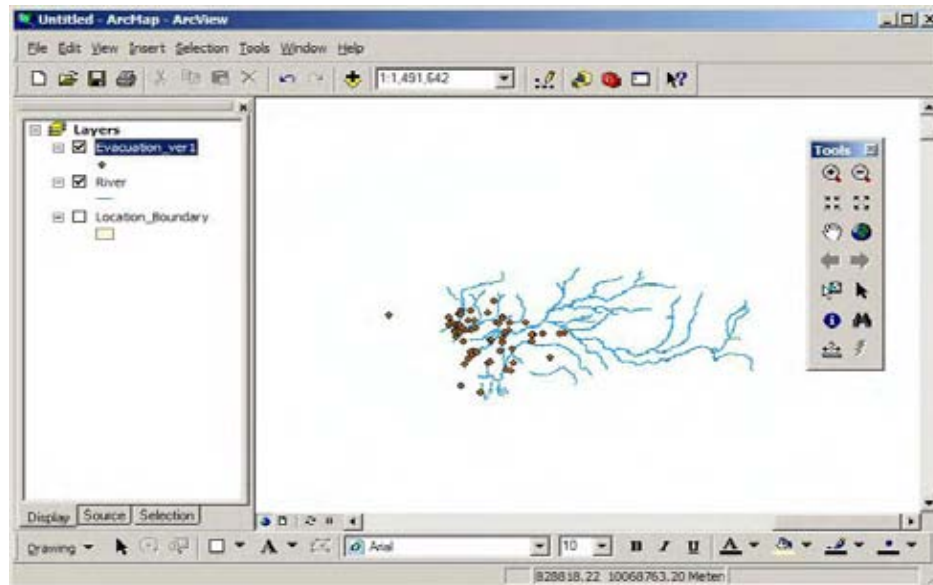 Untitled - ArcMap - ArcView
File Edit View Insert Selection Tools Window Help
1:1,491,642
Layers
Evacuation_ver1
River
Location_Boundary
Tools
Display Source Selection
Drawing A Arial 10 B I U A
828818.22 10068763.20 Meter